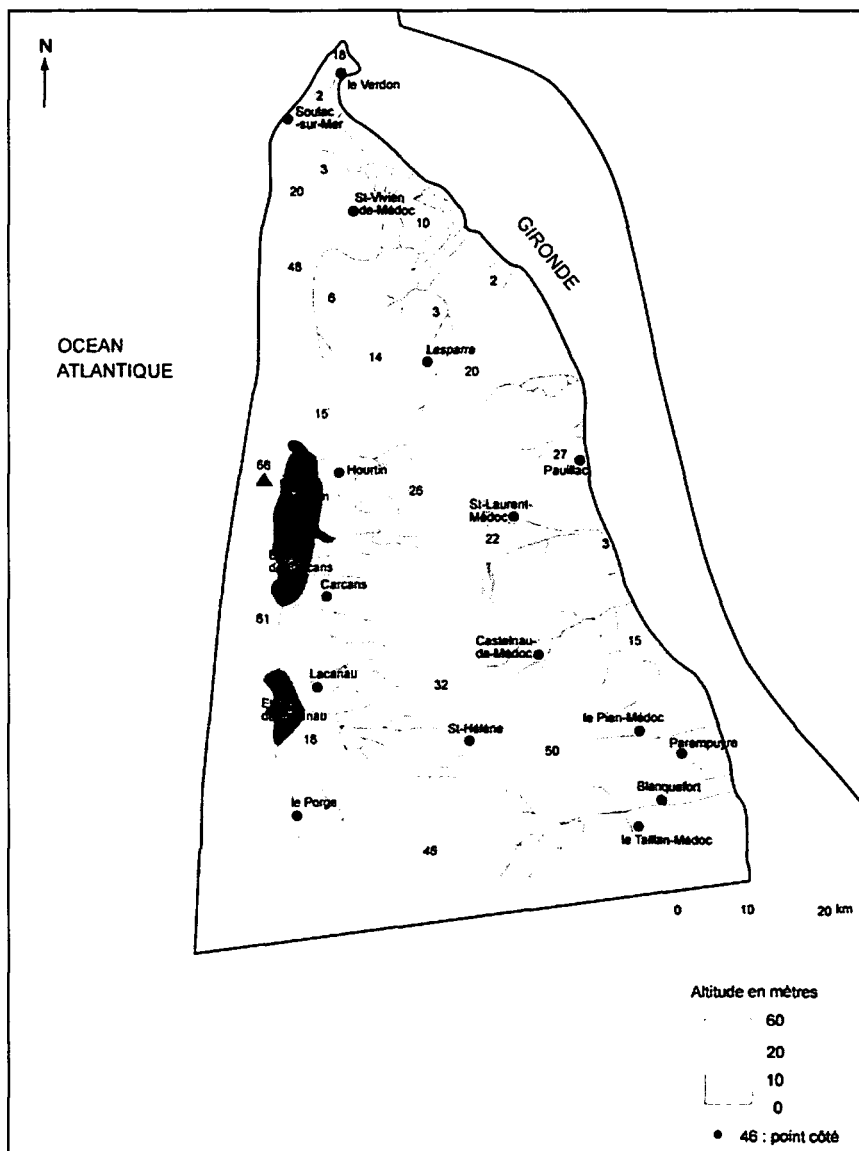 N
18
le Verdon
2
Soulac
-sur-Mer
3
20
St-Vivien
de-Médoc
10
GIRONDE
48
2
6
3
OCEAN
ATLANTIQUE
14
Lesparre
20
15
27
Pauillac
66
Hourtin
26
St-Laurent-
Médoc
22
3
Carcans
61
15
Castelnau-
de-Médoc
Lacanau
32
le Pian-Médoc
St-Hélène
50
Parempuyre
Blanquefort
le Porge
le Taillan-Médoc
0 10 20 km
Altitude en mètres
60
20
10
0
46 : point côté